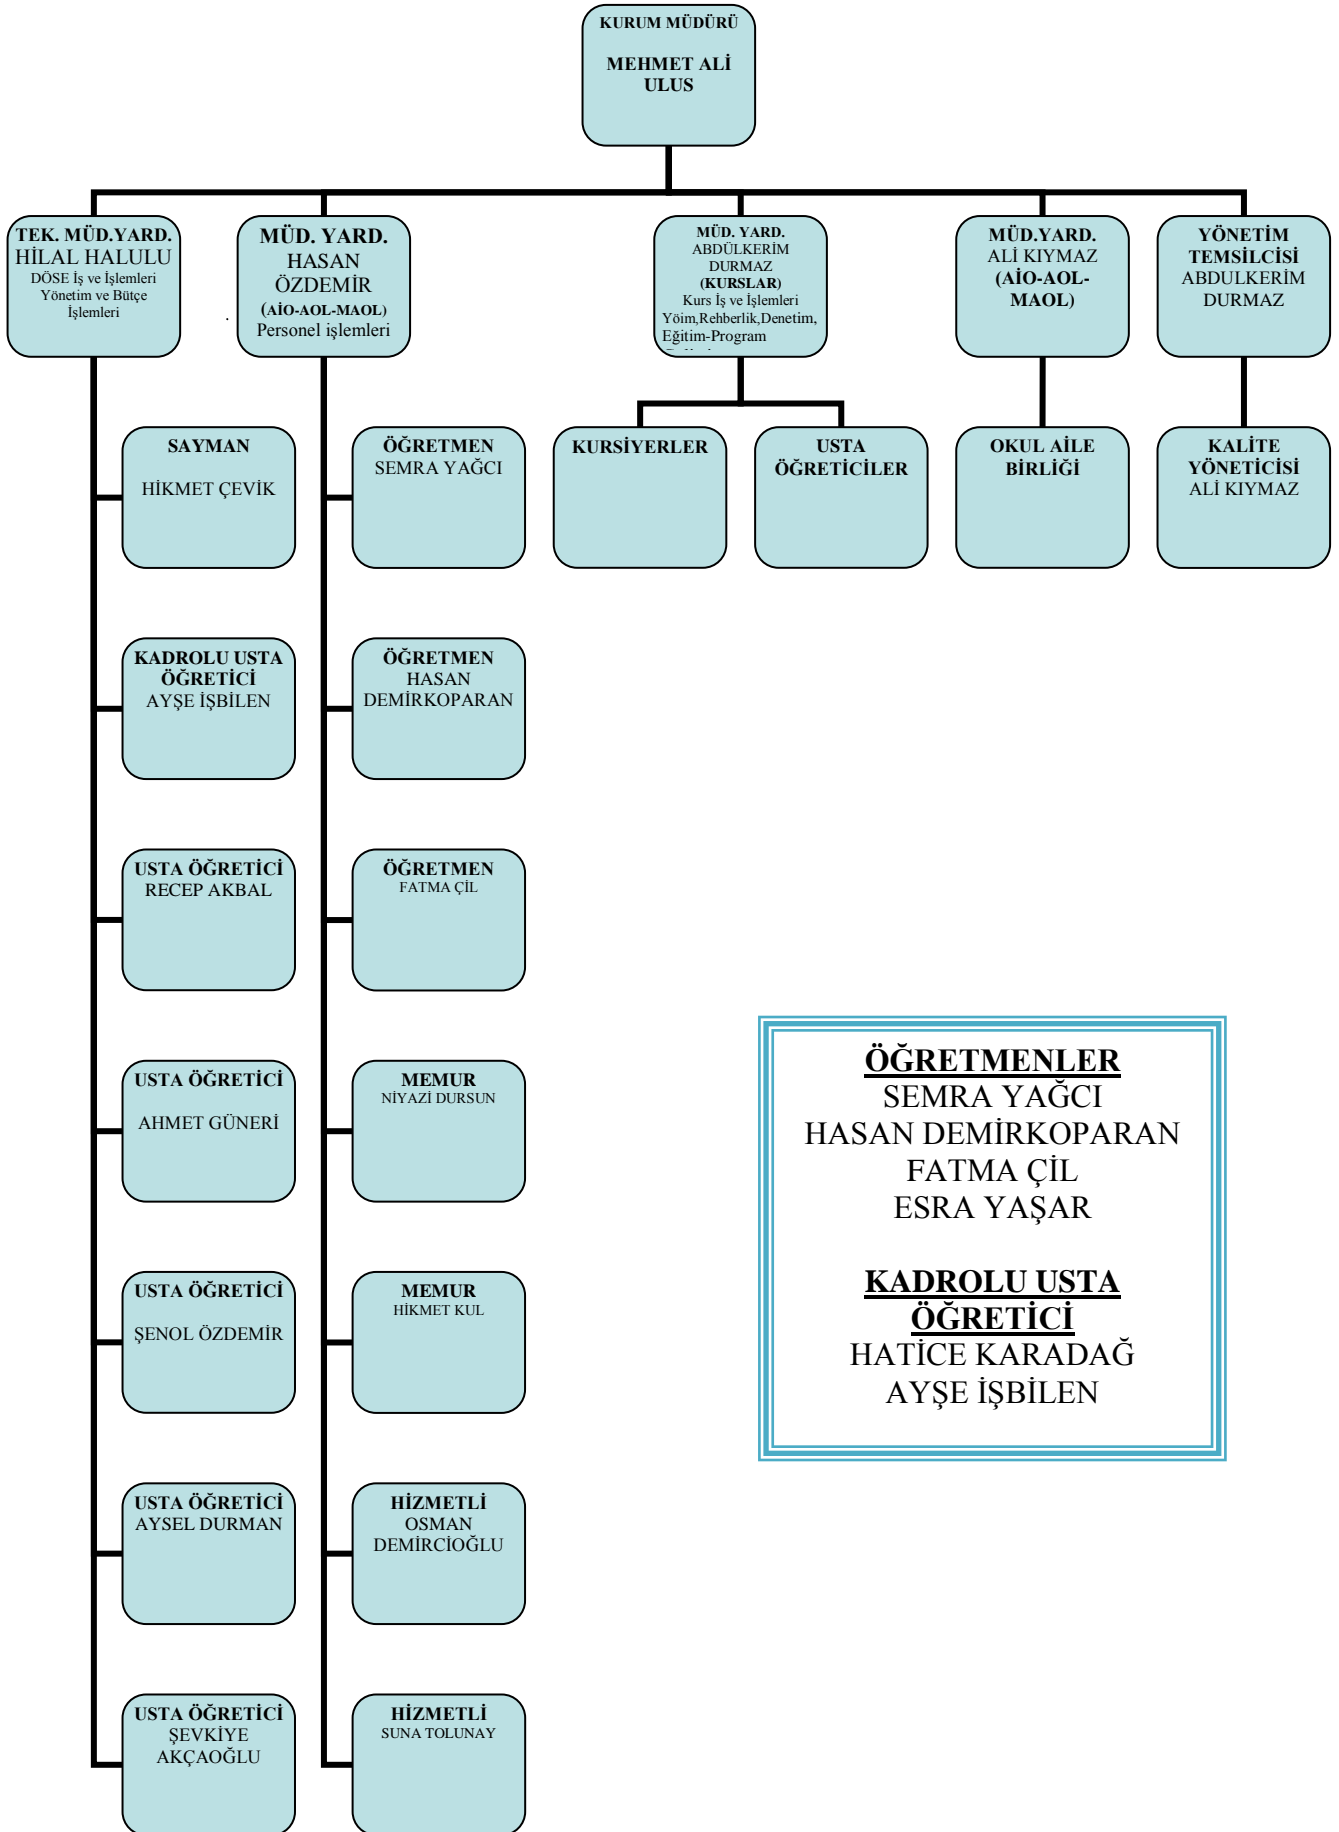 KURUM MÜDÜRÜ
MEHMET ALİ
ULUS
TEK. MÜD.YARD.
HİLAL HALULU
DÖSE İş ve İşlemleri
Yönetim ve Bütçe
İşlemleri
.
MÜD. YARD.
HASAN
ÖZDEMİR
(AİO-AOL-MAOL)
Personel işlemleri
MÜD. YARD.
ABDÜLKERİM
DURMAZ
(KURSLAR)
Kurs İş ve İşlemleri
Yöim,Rehberlik,Denetim,
Eğitim-Program
MÜD.YARD.
ALİ KIYMAZ
(AİO-AOL-
MAOL)
YÖNETİM
TEMSİLCİSİ
ABDULKERİM
DURMAZ
SAYMAN
HİKMET ÇEVİK
ÖĞRETMEN
SEMRA YAĞCI
KURSİYERLER
USTA
ÖĞRETİCİLER
OKUL AİLE
BİRLİĞİ
KALİTE
YÖNETİCİSİ
ALİ KIYMAZ
KADROLU USTA
ÖĞRETİCİ
AYŞE İŞBİLEN
ÖĞRETMEN
HASAN
DEMİRKOPARAN
USTA ÖĞRETİCİ
RECEP AKBAL
ÖĞRETMEN
FATMA ÇİL
USTA ÖĞRETİCİ
AHMET GÜNERİ
MEMUR
NİYAZİ DURSUN
USTA ÖĞRETİCİ
ŞENOL ÖZDEMİR
MEMUR
HİKMET KUL
USTA ÖĞRETİCİ
AYSEL DURMAN
HİZMETLİ
OSMAN
DEMİRCİOĞLU
USTA ÖĞRETİCİ
ŞEVKİYE
AKÇAOĞLU
HİZMETLİ
SUNA TOLUNAY
ÖĞRETMENLER
SEMRA YAĞCI
HASAN DEMİRKOPARAN
FATMA ÇİL
ESRA YAŞAR
KADROLU USTA
ÖĞRETİCİ
HATİCE KARADAĞ
AYŞE İŞBİLEN